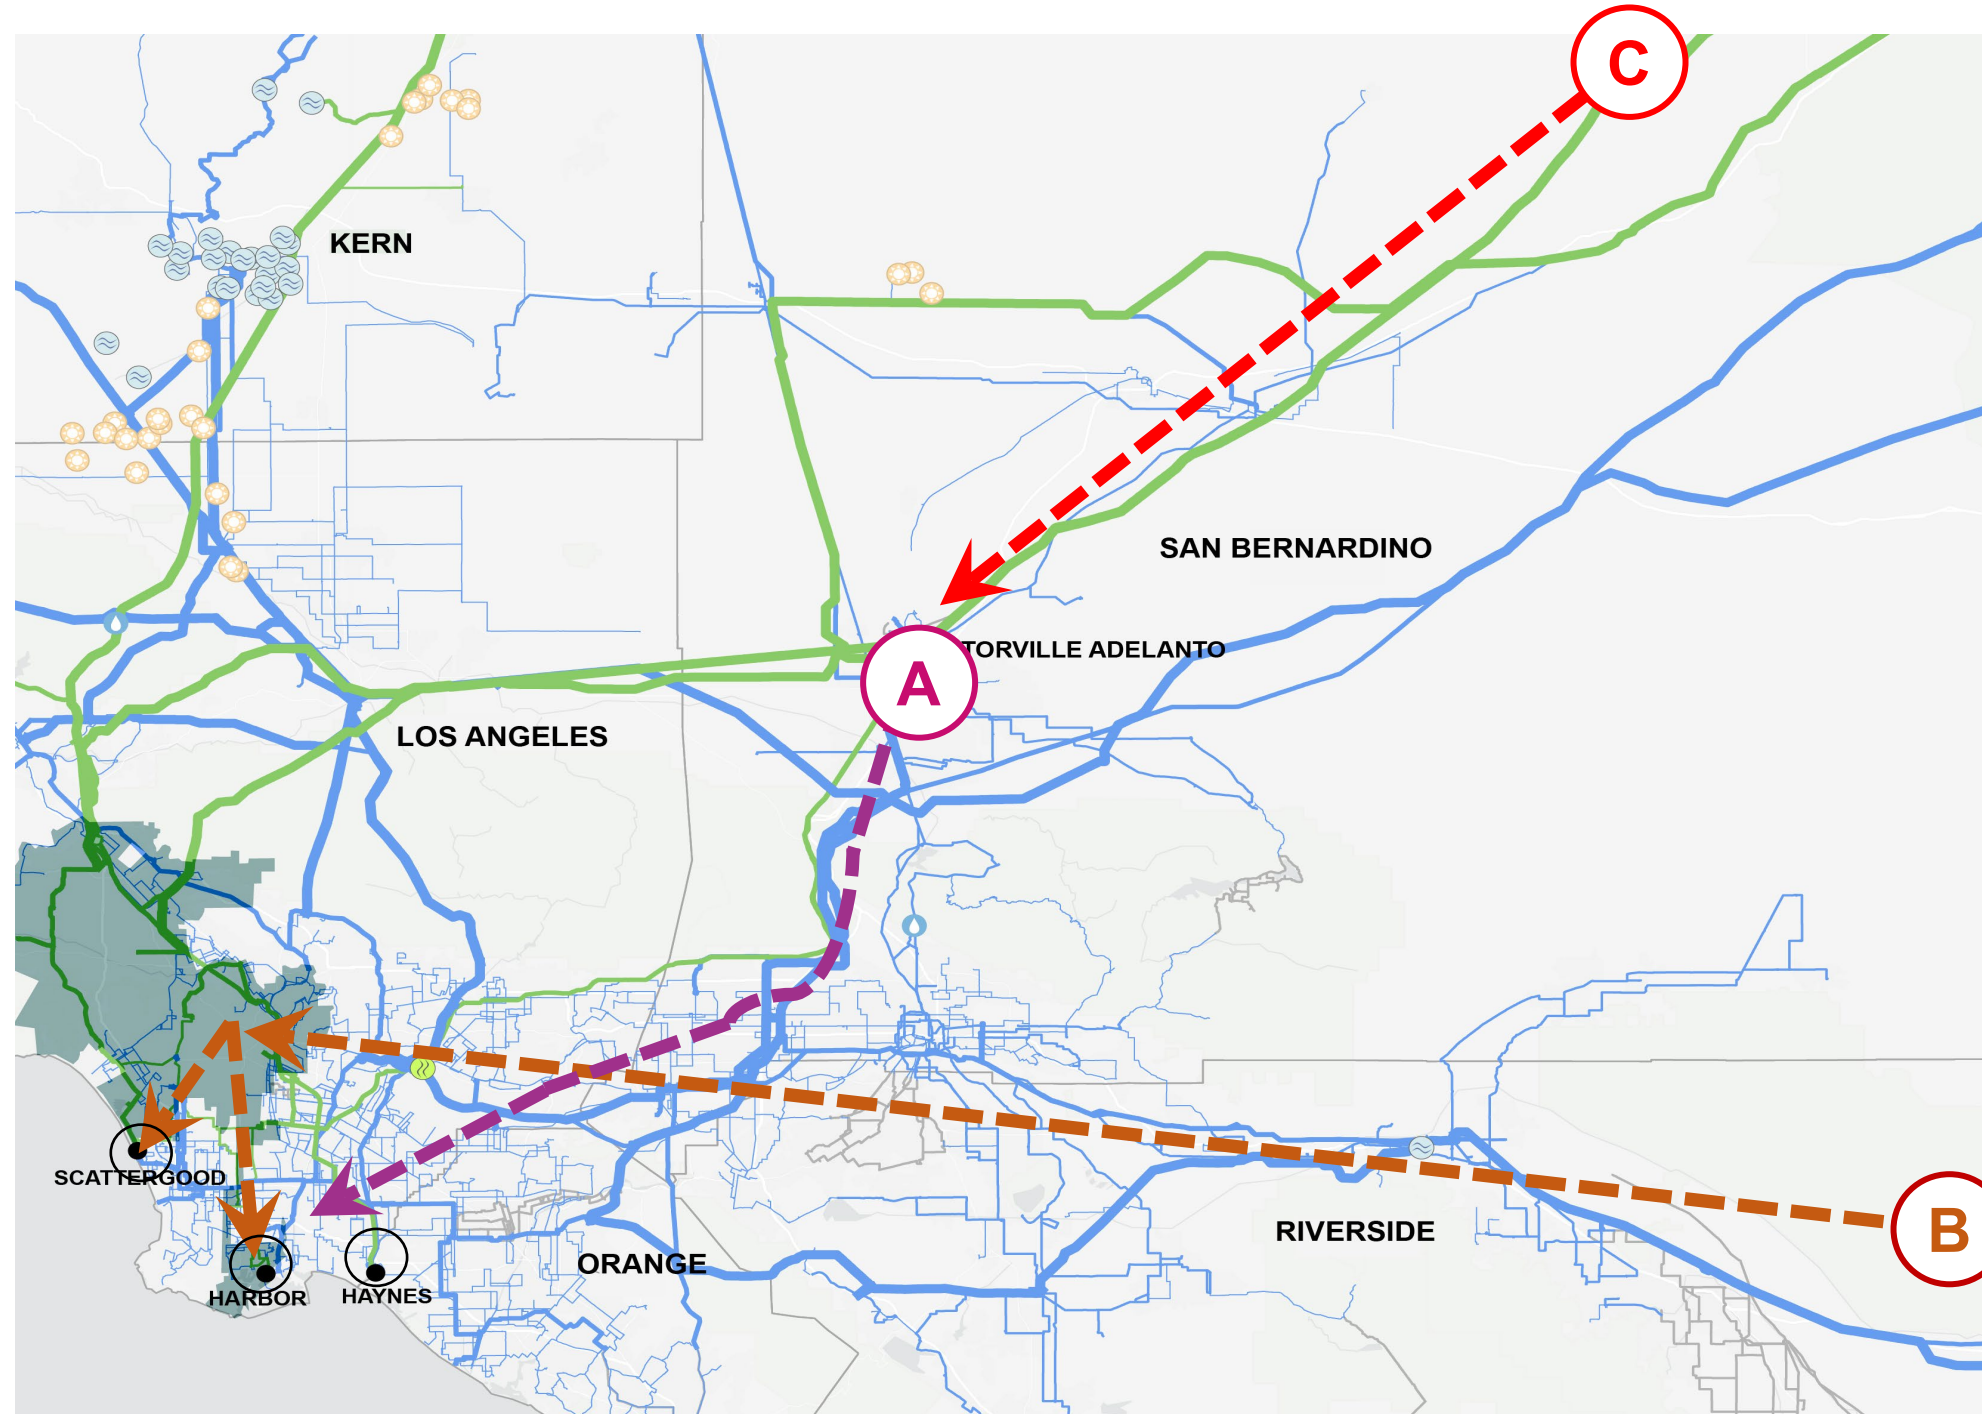 C
KERN
SAN BERNARDINO
TORVILLE ADELANTO
A
LOS ANGELES
SCATTERGOOD
B
RIVERSIDE
ORANGE
HARBOR
HAYNES